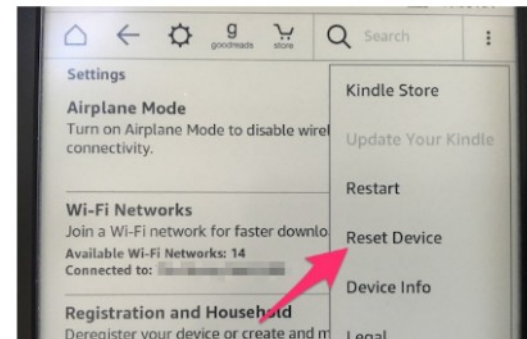 g
goodreads
store
Search
Settings
Airplane Mode
Turn on Airplane Mode to disable wirel
connectivity.
Wi-Fi Networks
Join a Wi-Fi network for faster downlo
Available Wi-Fi Networks: 14
Connected to:
Registration and Household
Deregister your device or create and m
Kindle Store
Update Your Kindle
Restart
Reset Device
Device Info
Legal